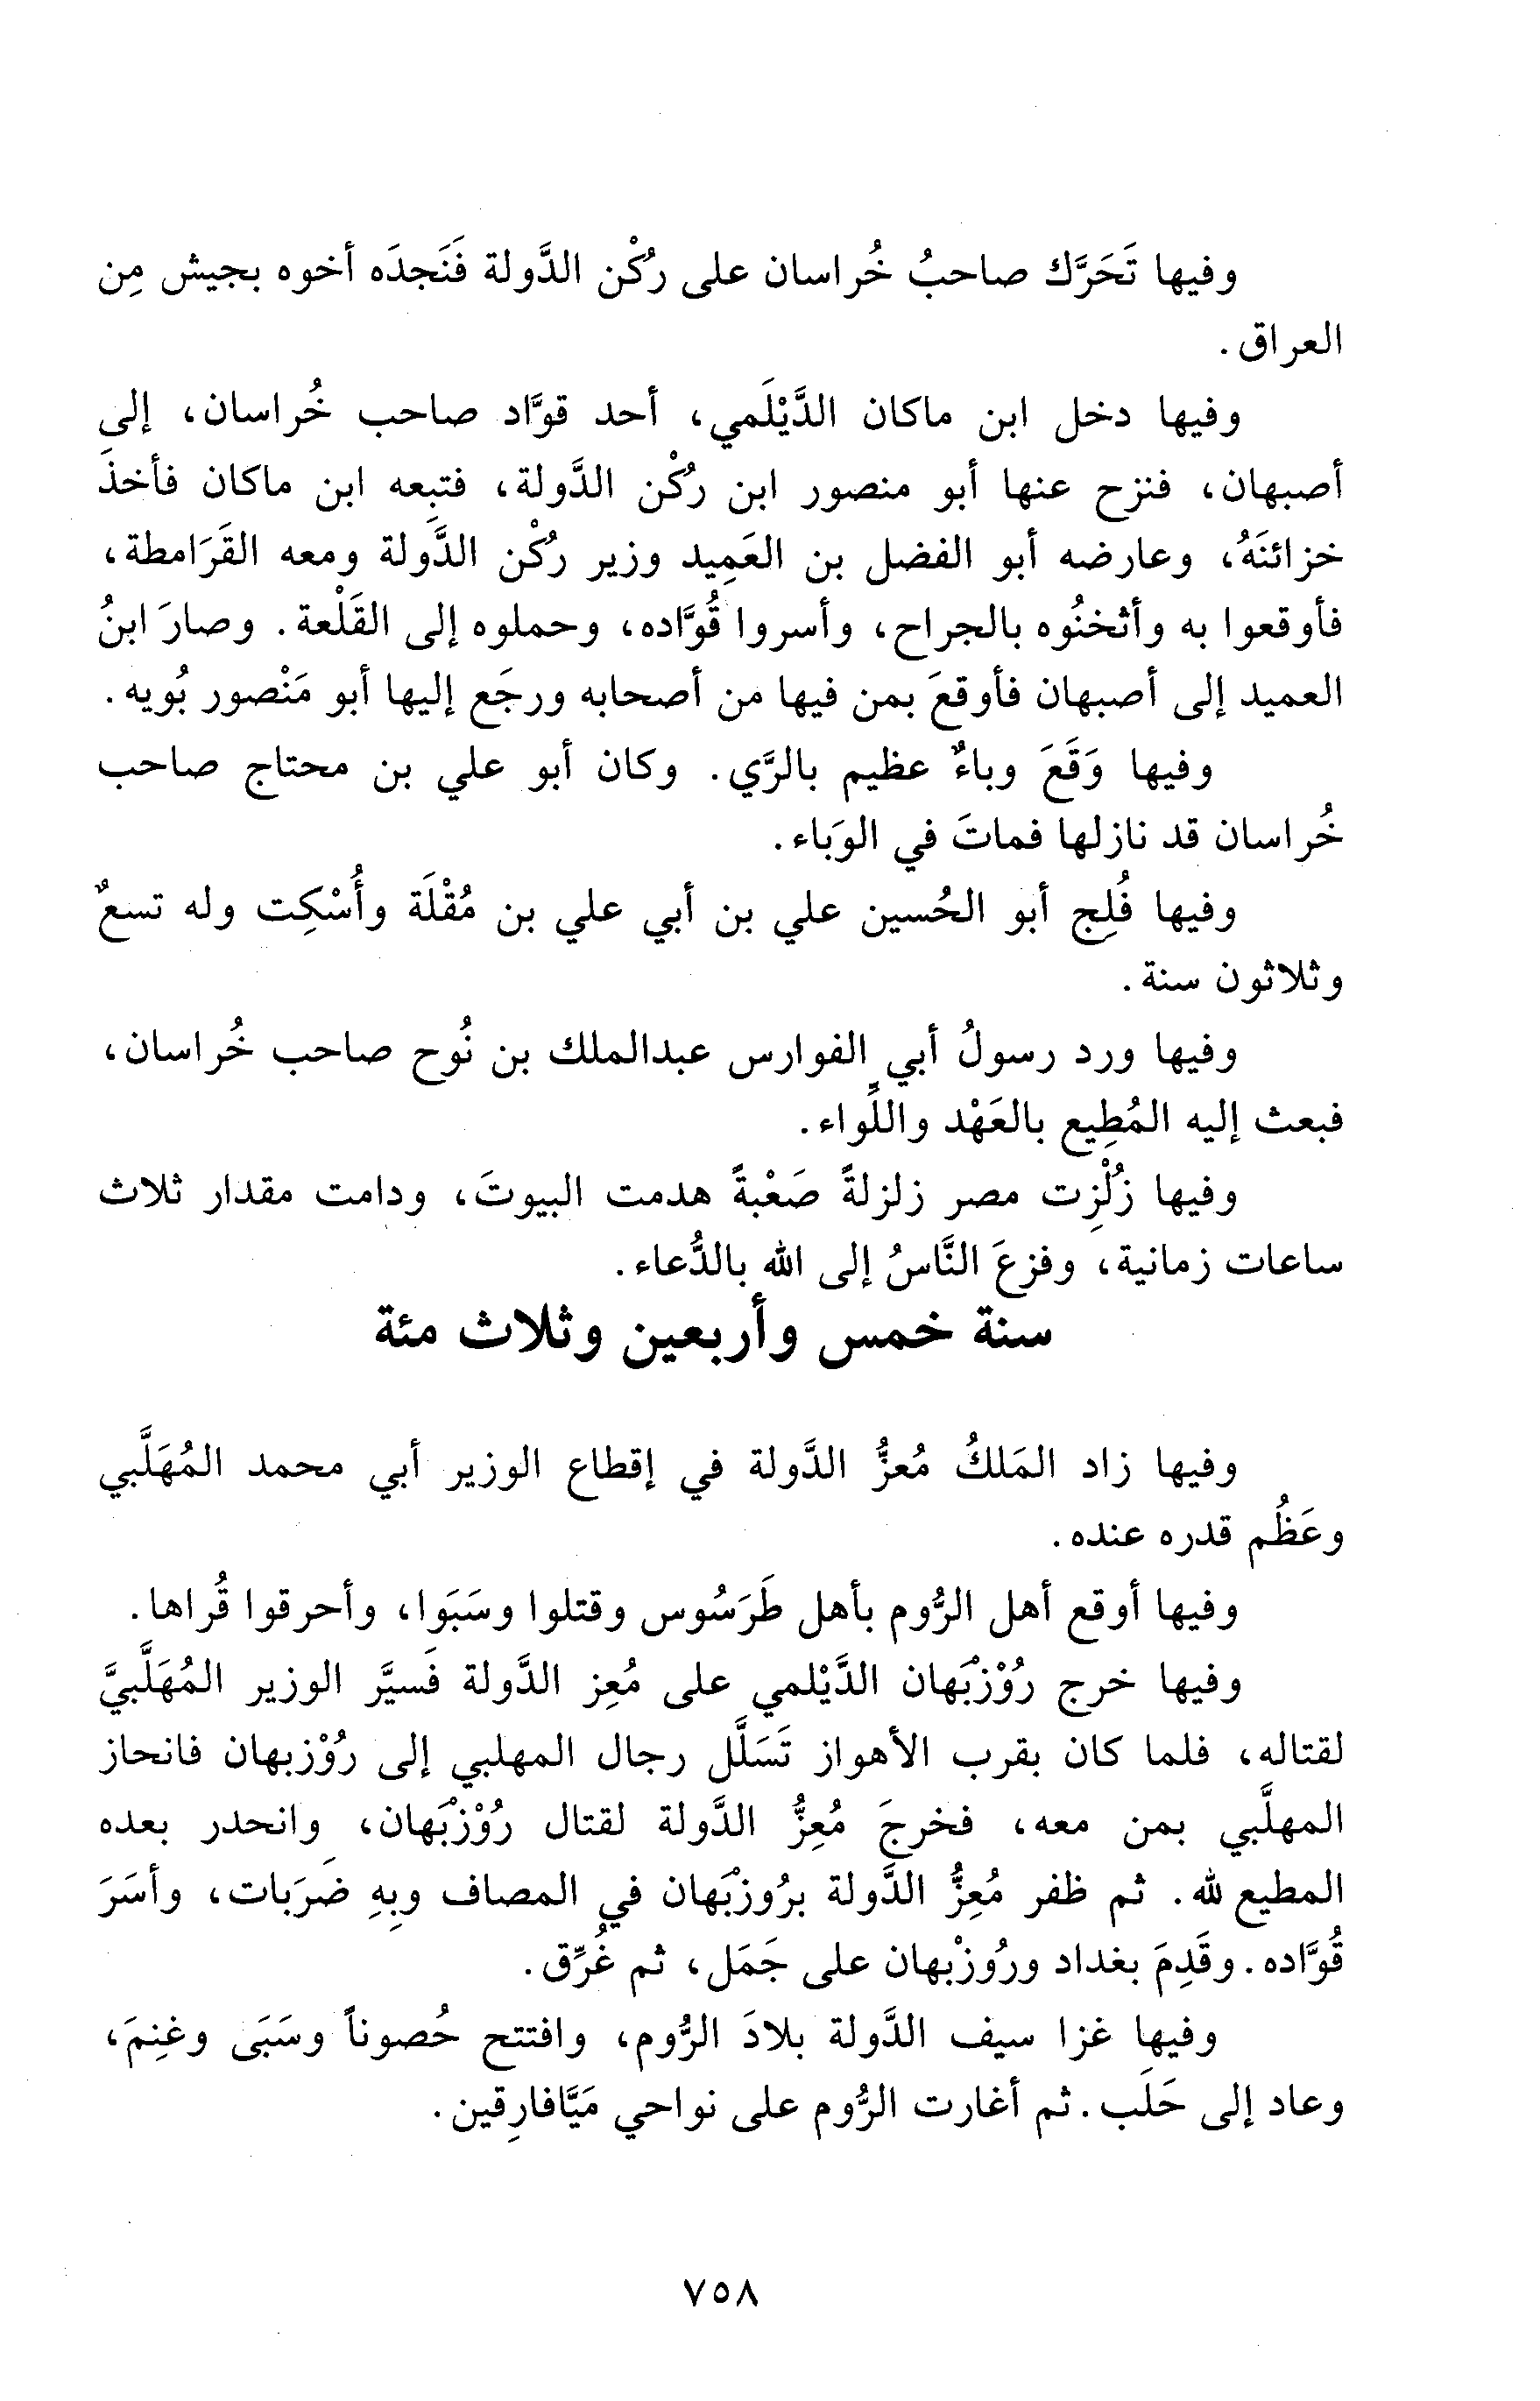 وفيها تَحَرَّك صاحبُ خُراسان على رُكْن الدَّولة فَنَجدَه أخوه بجيش مِن
العراق.
وفيها دخل ابن ماكان الدَّيْلَمي، أحد قوَّاد صاحب خُراسان، إلى
أصبهان، فنزح عنها أبو منصور ابن رُكْن الدَّولة، فتبِعه ابن ماكان فأخذَ
خزائنَهُ، وعارضه أبو الفضل بن العَمِيد وزير رُكْن الدَّولة ومعه القَرَامطة،
فأوقعوا به وأثخنُوه بالجراح، وأسروا قُوَّاده، وحملوه إلى القَلْعة. وصارَ ابنُ
العميد إلى أصبهان فأوقعَ بمن فيها من أصحابه ورجَع إليها أبو مَنْصور بُويه.
وفيها وَقَعَ وباءٌ عظيم بالرَّي. وكان أبو علي بن محتاج صاحب
خُراسان قد نازلها فماتَ في الوَباء.
وفيها فُلِج أبو الحُسين علي بن أبي علي بن مُقْلَة وأُسْكِت وله تسعٌ
وثلاثون سنة.
وفيها ورد رسولُ أبي الفوارس عبدالملك بن نُوح صاحب خُراسان،
فبعث إليه المُطِيع بالعَهْد واللِّواء.
وفيها زُلْزِت مصر زلزلةً صَعْبةً هدمت البيوتَ، ودامت مقدار ثلاث
ساعات زمانية، وفزعَ النَّاسُ إلى الله بالدُّعاء.
سنة خمس وأربعين وثلاث مئة
وفيها زاد المَلكُ مُعزُّ الدَّولة في إقطاع الوزير أبي محمد المُهَلَّبي
وعَظُم قدره عنده.
وفيها أوقع أهل الرُّوم بأهل طَرَسُوس وقتلوا وسَبَوا، وأحرقوا قُراها.
وفيها خرج رُوْزبَهان الدَّيْلمي على مُعِز الدَّولة فَسيَّر الوزير المُهَلَّبيَّ
لقتاله، فلما كان بقرب الأهواز تَسَلَّل رجال المهلبي إلى رُوْزبهان فانحاز
المهلَّبي بمن معه، فخرجَ مُعِزُّ الدَّولة لقتال رُوْزبَهان، وانحدر بعده
المطيع لله. ثم ظفر مُعِزُّ الدَّولة برُوزبَهان في المصاف وبِهِ ضَرَبات، وأسَرَ
قُوَّاده. وقَدِمَ بغداد ورُوزْبهان على جَمَل، ثم غُرِّق.
وفيها غزا سيف الدَّولة بلادَ الرُّوم، وافتتح حُصوناً وسَبَى وغنِمَ،
وعاد إلى حَلَب. ثم أغارت الرُّوم على نواحي مَيَّافارِقين.
٧٥٨